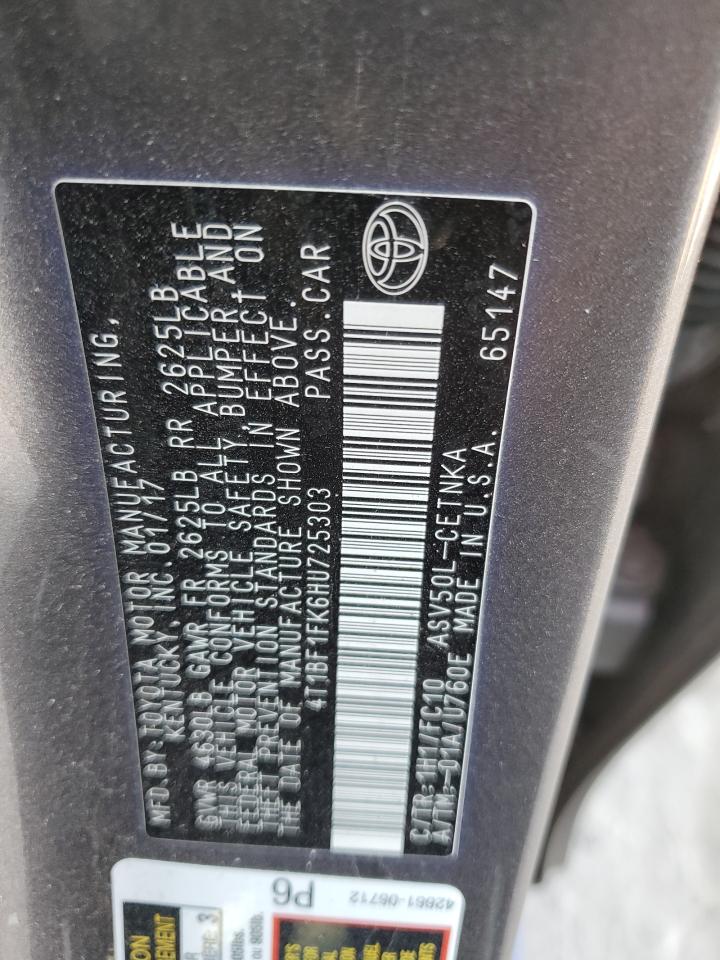 MFD BY: TOYOTA MOTOR MANUFACTURING,
KENTUCKY, INC. 01/17
GVWR 4630LB GAWR FR 2625LB RR 2625LB
THIS VEHICLE CONFORMS TO ALL APPLICABLE
FEDERAL MOTOR VEHICLE SAFETY, BUMPER AND
THEFT PREVENTION STANDARDS IN EFFECT ON
THE DATE OF MANUFACTURE SHOWN ABOVE.
4T1BF1FK6HU725303 PASS.CAR
C/TR: 1H1/FC10 ASV50L-CETNKA
A/TM: -01A/U760E MADE IN U.S.A. 65147
P6
42661-06712
3
ou 805lb.